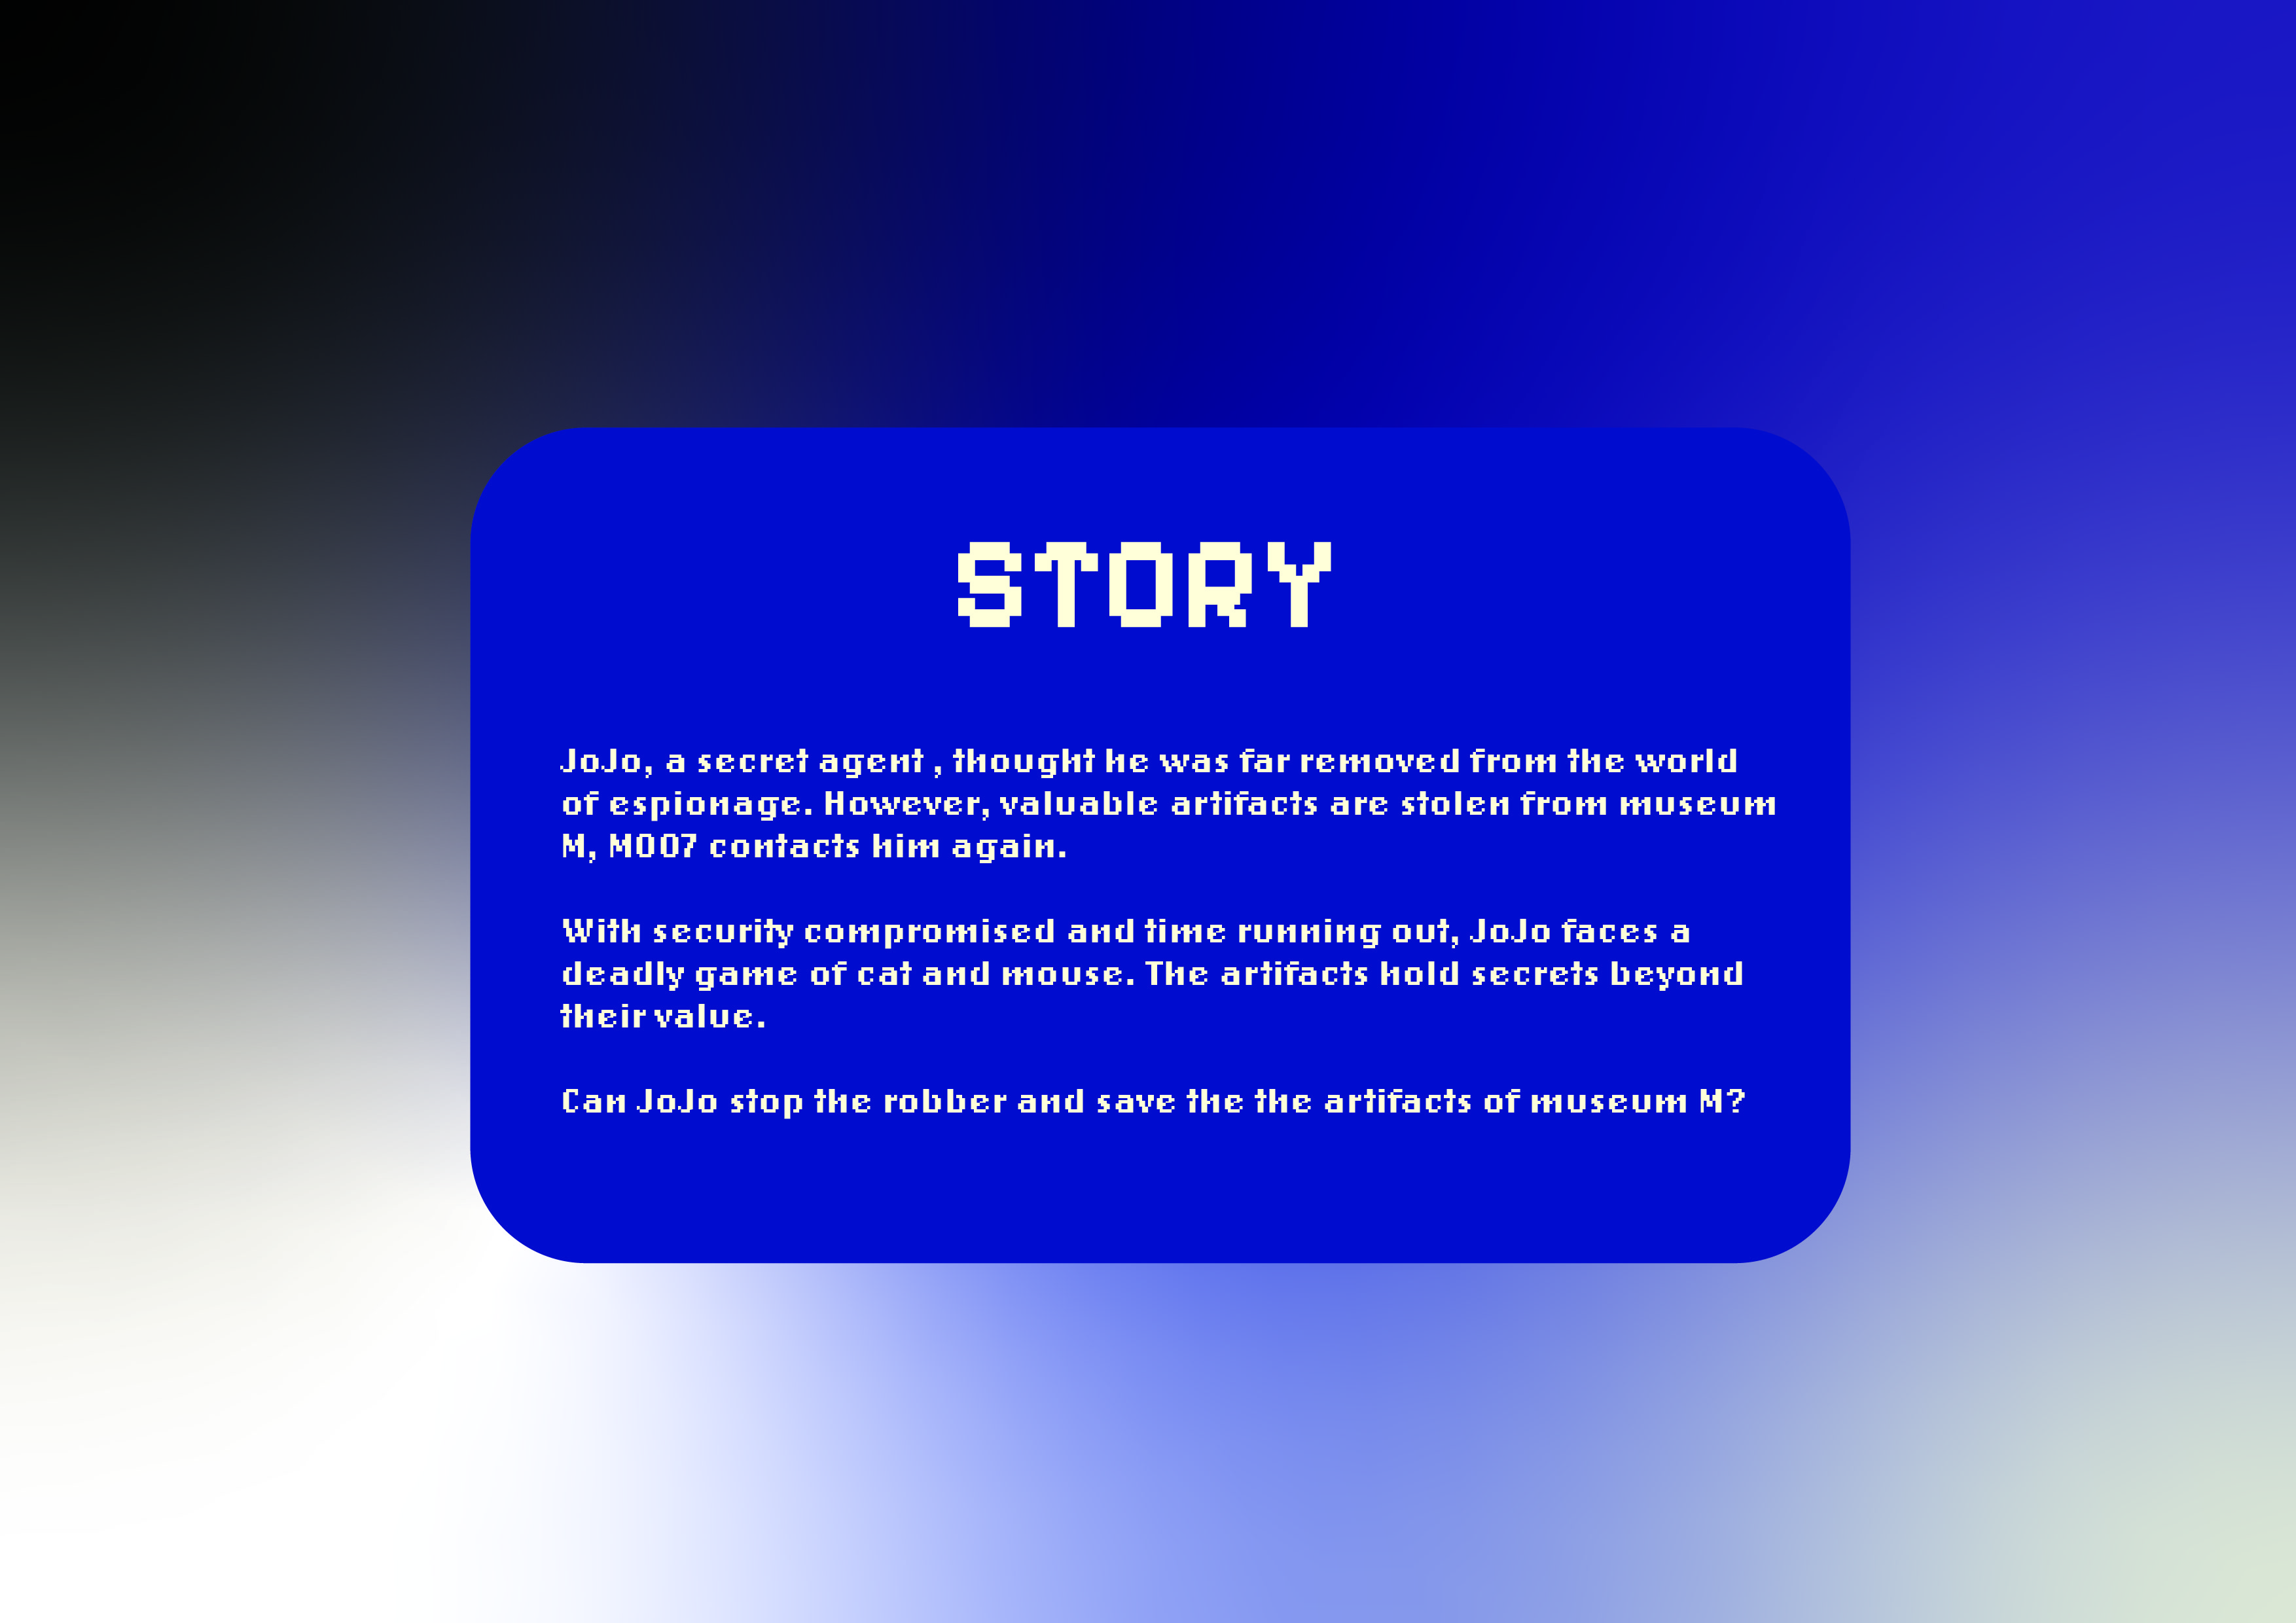 STORY
JoJo, a secret agent , thought he was far removed from the world
of espionage. However, valuable artifacts are stolen from museum
M, M007 contacts him again.
With security compromised and time running out, JoJo faces a
deadly game of cat and mouse. The artifacts hold secrets beyond
their value.
Can JoJo stop the robber and save the the artifacts of museum M?